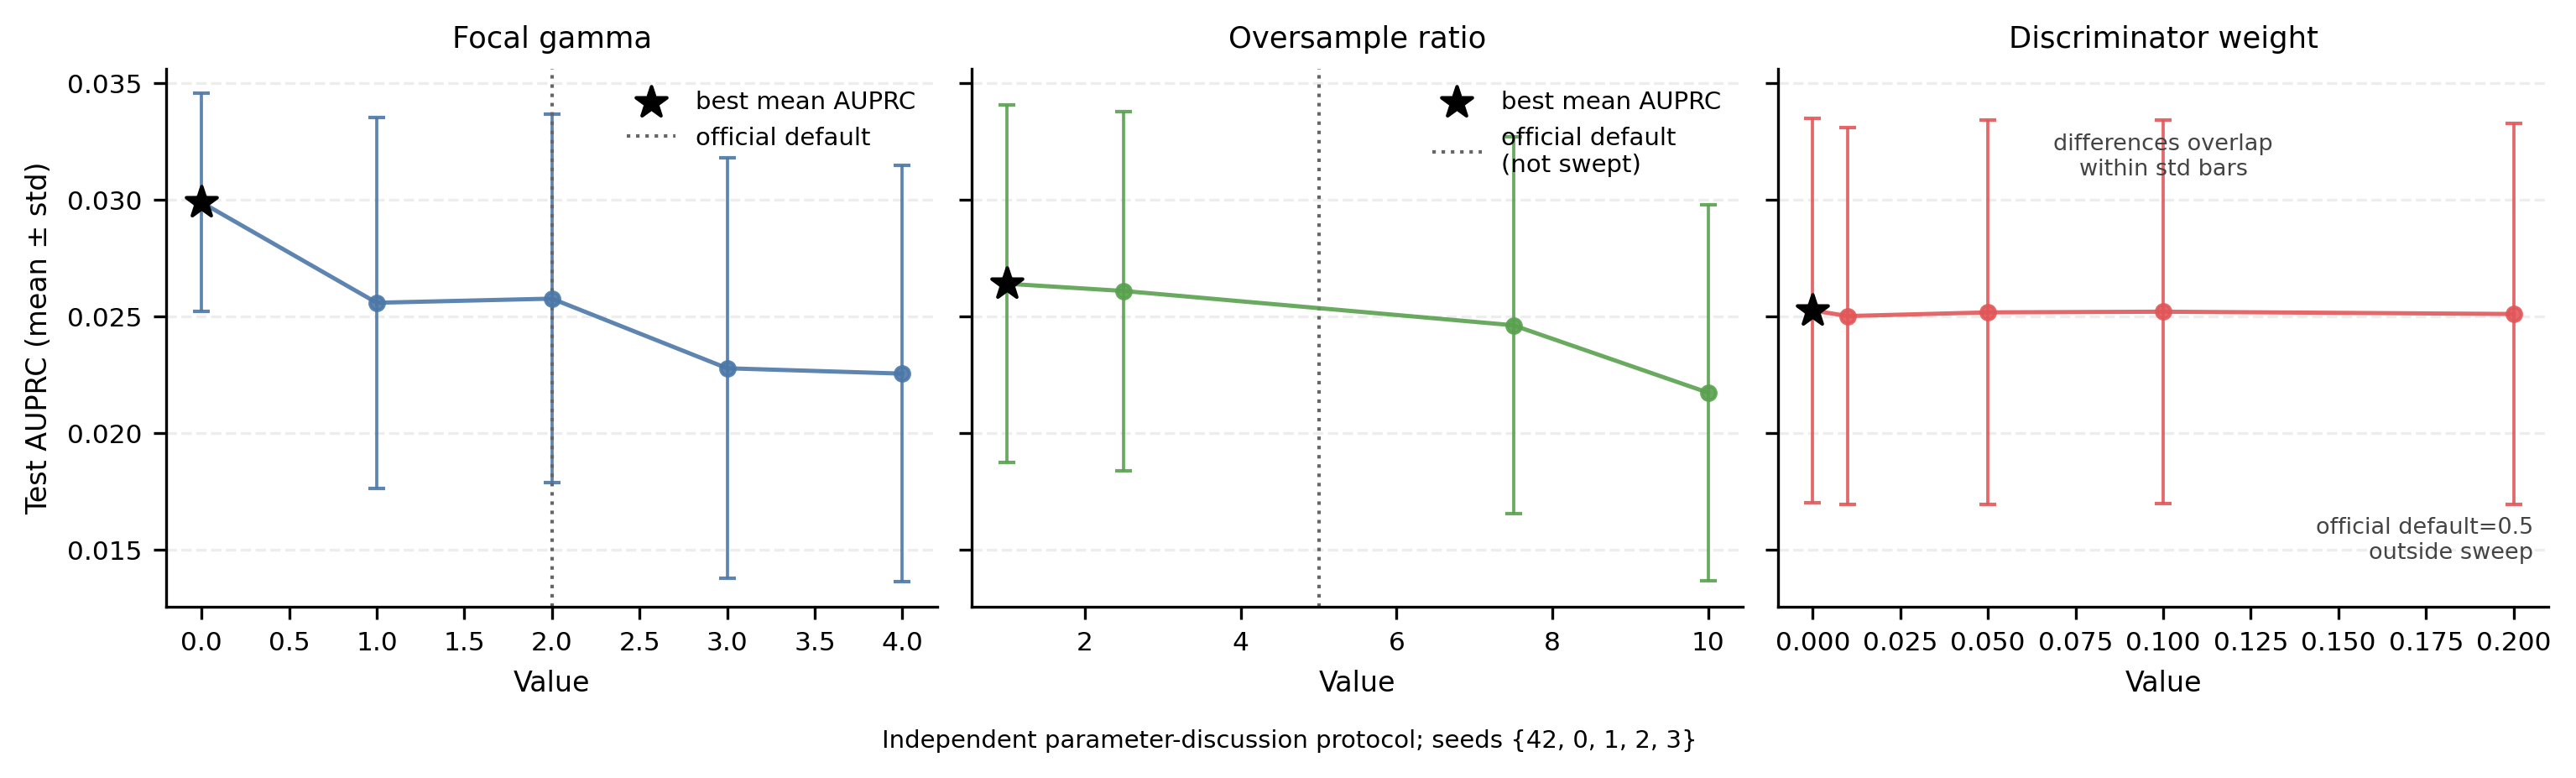 Focal gamma
Oversample ratio
Discriminator weight
Test AUPRC (mean ± std)
0.035
0.030
0.025
0.020
0.015
best mean AUPRC
official default
0.0 0.5 1.0 1.5 2.0 2.5 3.0 3.5 4.0
Value
best mean AUPRC
official default
(not swept)
2 4 6 8 10
Value
differences overlap
within std bars
official default=0.5
outside sweep
0.000 0.025 0.050 0.075 0.100 0.125 0.150 0.175 0.200
Value
Independent parameter-discussion protocol; seeds {42, 0, 1, 2, 3}